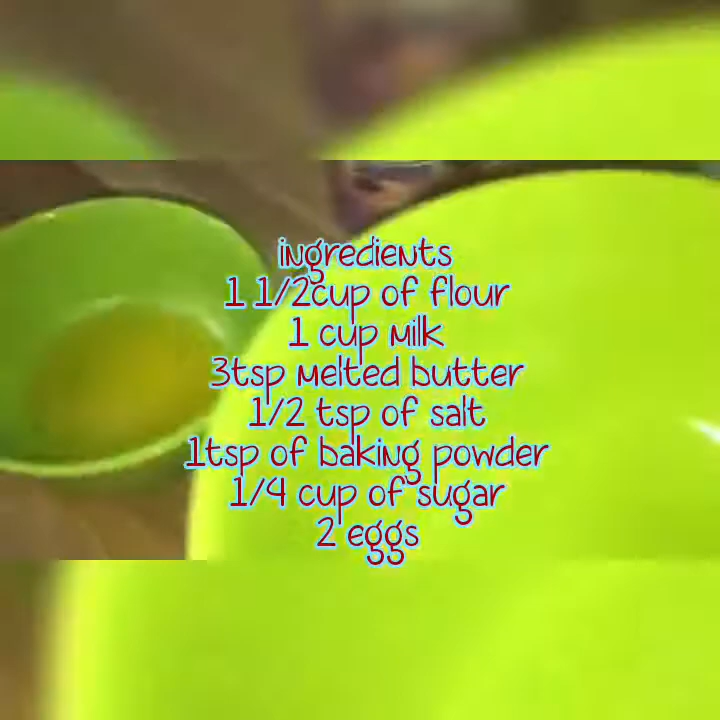 ingredients
1 1/2cup of flour
1 cup milk
3tsp melted butter
1/2 tsp of salt
1tsp of baking powder
1/4 cup of sugar
2 eggs